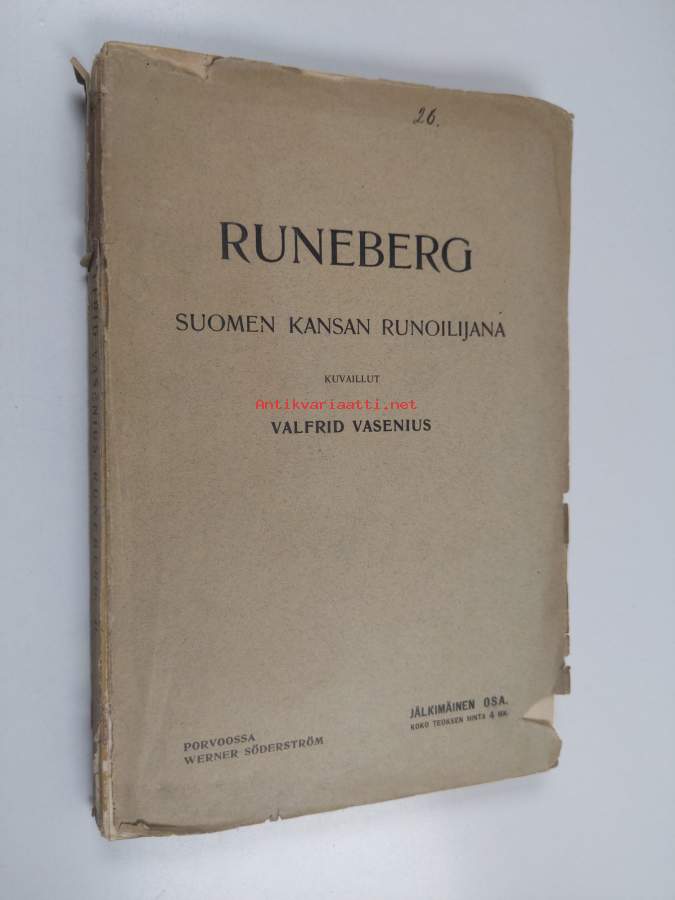 26.
RUNEBERG
SUOMEN KANSAN RUNOILIJANA
KUVAILLUT
Antikvariaatti.net
VALFRID VASENIUS
JÄLKIMÄINEN OSA.
KOKO TEOKSEN HINTA 4 MK.
PORVOOSSA
WERNER SÖDERSTRÖM